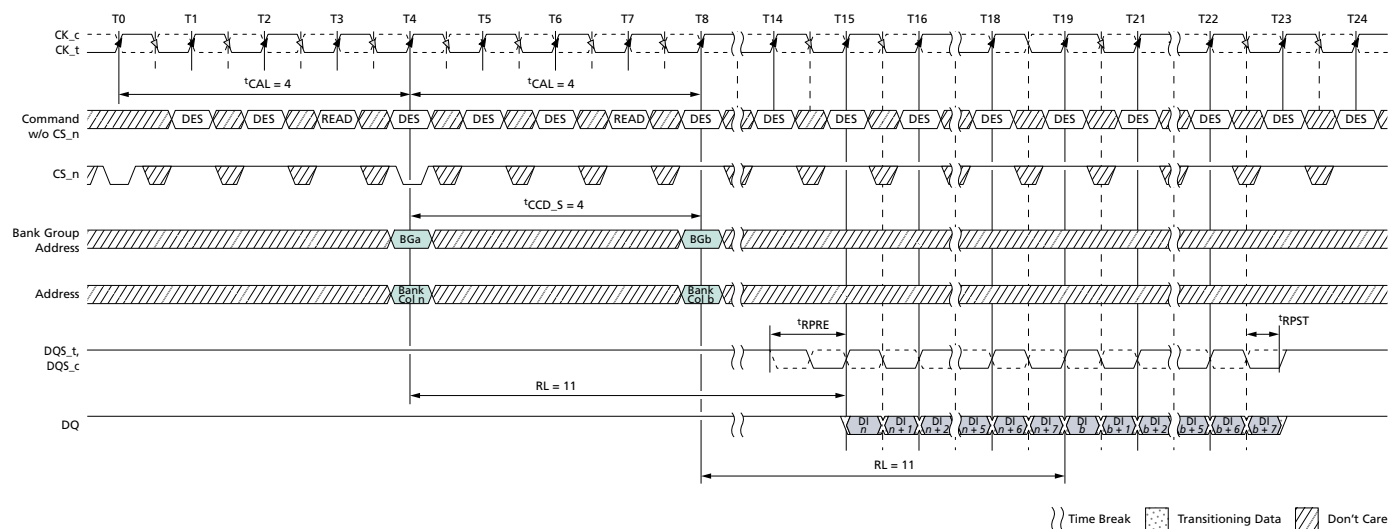 T0 T1 T2 T3 T4 T5 T6 T7 T8 T14 T15 T16 T18 T19 T21 T22 T23 T24
CK_c
CK_t
tCAL = 4 tCAL = 4
Command
w/o CS_n
DES DES READ DES DES DES READ DES DES DES DES DES DES DES DES DES DES
CS_n
tCCD_S = 4
Bank Group
Address
BGa BGb
Address
Bank
Col n
Bank
Col b
tRPRE tRPST
DQS_t,
DQS_c
RL = 11
DQ
DI
n
DI
n + 1
DI
n + 2
DI
n + 5
DI
n + 6
DI
n + 7
DI
b
DI
b + 1
DI
b + 2
DI
b + 5
DI
b + 6
DI
b + 7
RL = 11
Time Break Transitioning Data Don't Care